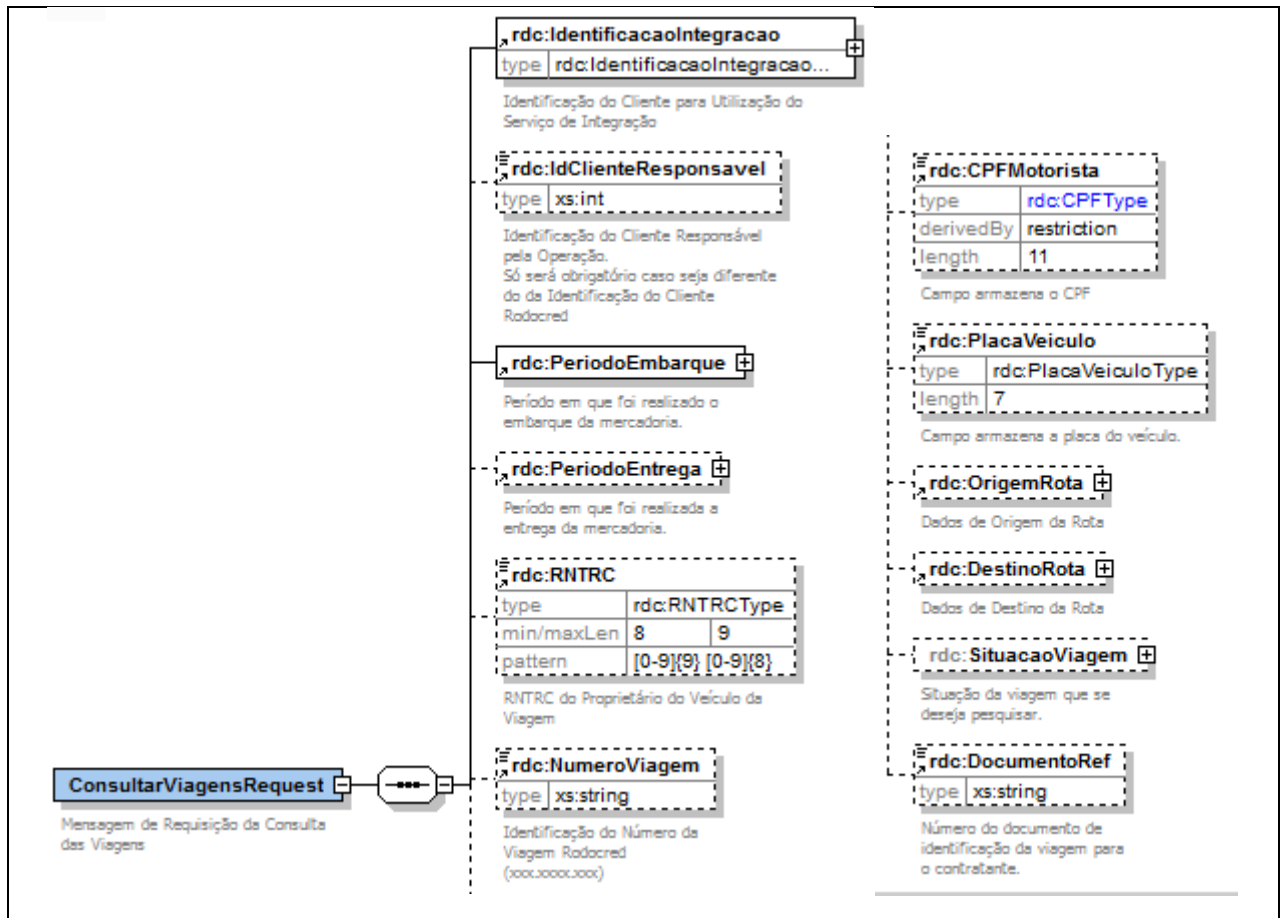 rdc:IdentificacaoIntegracao
type rdc:IdentificacaoIntegracao...
Identificação do Cliente para Utilização do
Serviço de Integração
rdc:IdClienteResponsavel
type xs:int
Identificação do Cliente Responsável
pela Operação.
Só será obrigatório caso seja diferente
do da Identificação do Cliente
Rodocred
rdc:PeriodoEmbarque
Período em que foi realizado o
embarque da mercadoria.
rdc:PeriodoEntrega
Período em que foi realizada a
entrega da mercadoria.
rdc:RNTRC
type rdc:RNTRCType
min/maxLen 8 9
pattern [0-9]{9} [0-9]{8}
RNTRC do Proprietário do Veículo da
Viagem
ConsultarViagensRequest
Mensagem de Requisição da Consulta
das Viagens
rdc:NumeroViagem
type xs:string
Identificação do Número da
Viagem Rodocred
(xxx.xxxx.xxx)
rdc:CPFMotorista
type rdc:CPFType
derivedBy restriction
length 11
Campo armazena o CPF
rdc:PlacaVeiculo
type rdc:PlacaVeiculoType
length 7
Campo armazena a placa do veículo.
rdc:OrigemRota
Dados de Origem da Rota
rdc:DestinoRota
Dados de Destino da Rota
rdc:SituacaoViagem
Situação da viagem que se
deseja pesquisar.
rdc:DocumentoRef
type xs:string
Número do documento de
identificação da viagem para
o contratante.